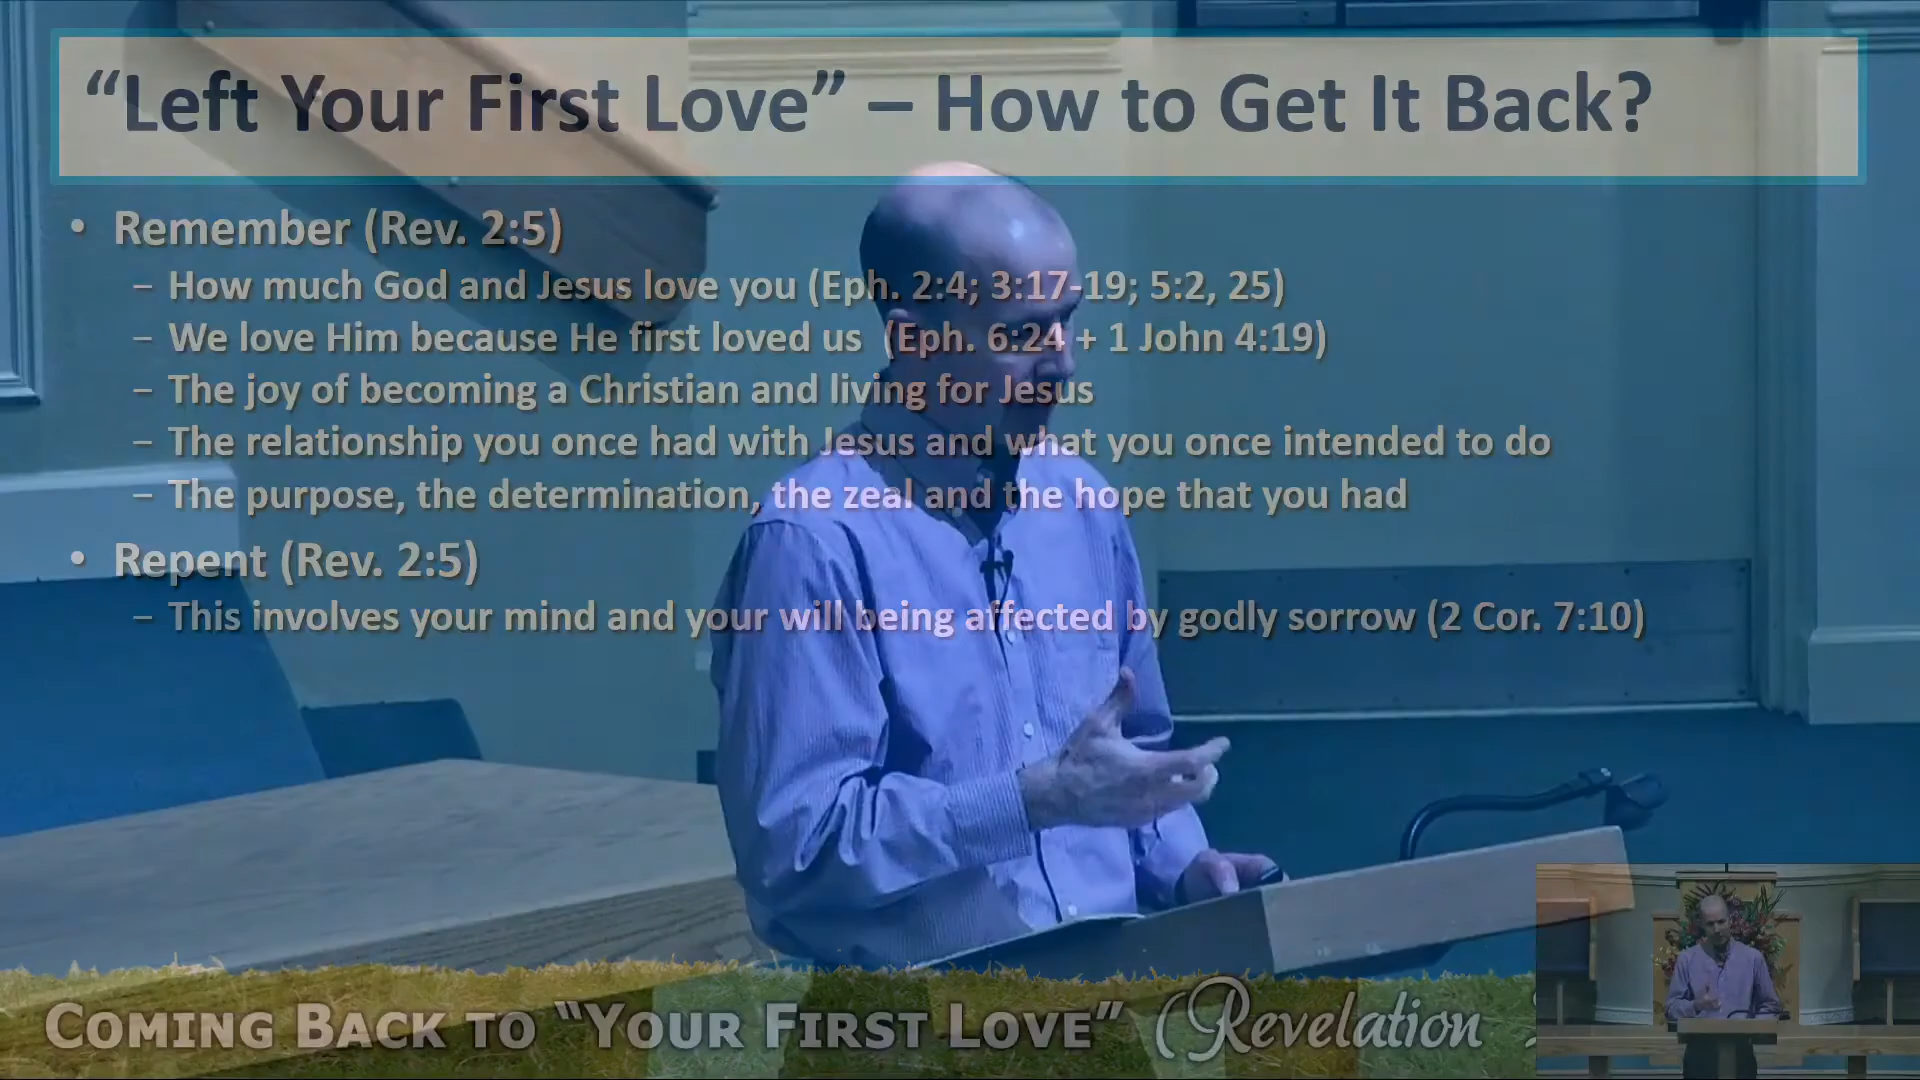 “Left Your First Love” – How to Get It Back?
• Remember (Rev. 2:5)
– How much God and Jesus love you (Eph. 2:4; 3:17-19; 5:2, 25)
– We love Him because He first loved us (Eph. 6:24 + 1 John 4:19)
– The joy of becoming a Christian and living for Jesus
– The relationship you once had with Jesus and what you once intended to do
– The purpose, the determination, the zeal and the hope that you had
• Repent (Rev. 2:5)
– This involves your mind and your will being affected by godly sorrow (2 Cor. 7:10)
COMING BACK TO “YOUR FIRST LOVE” (Revelation